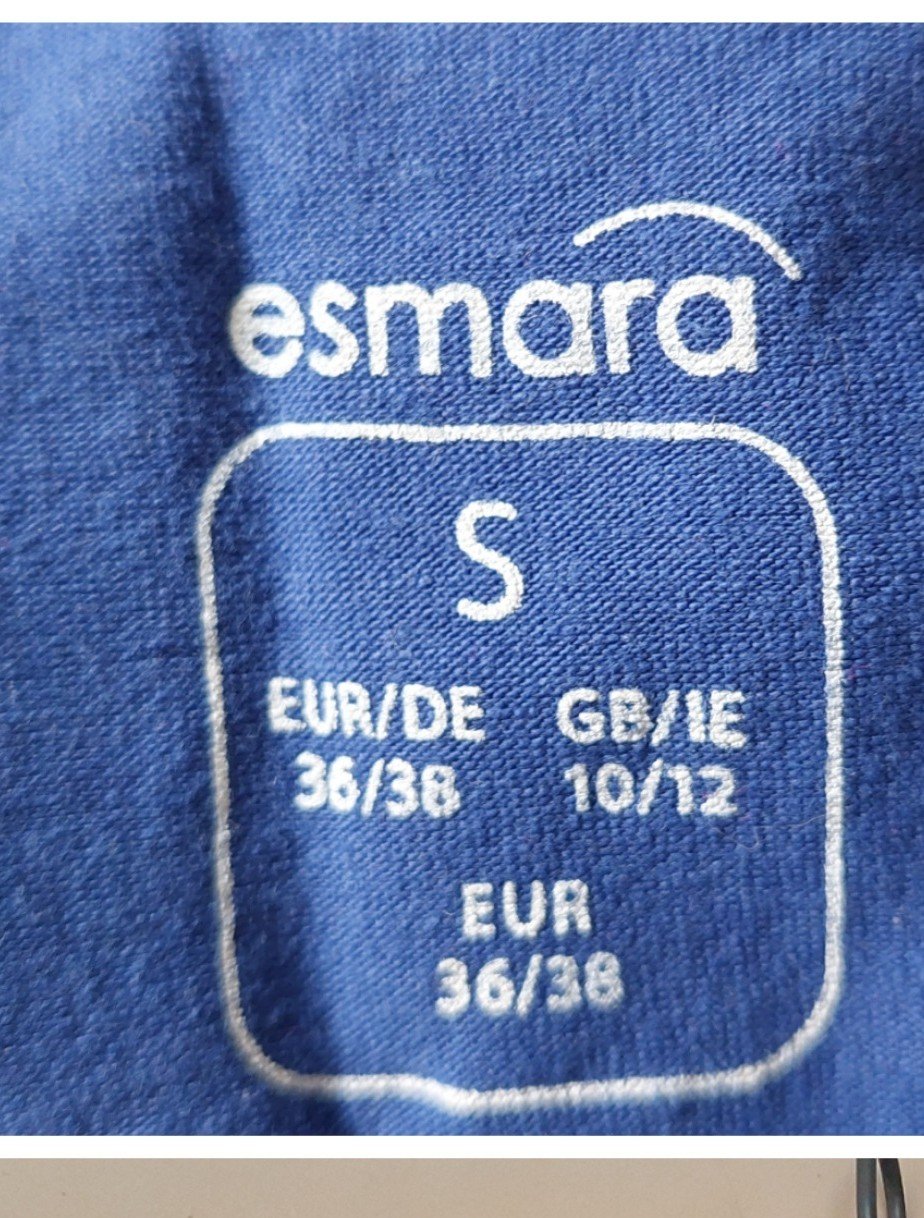 esmara
S
EUR/DE GB/IE
36/38 10/12
EUR
36/38